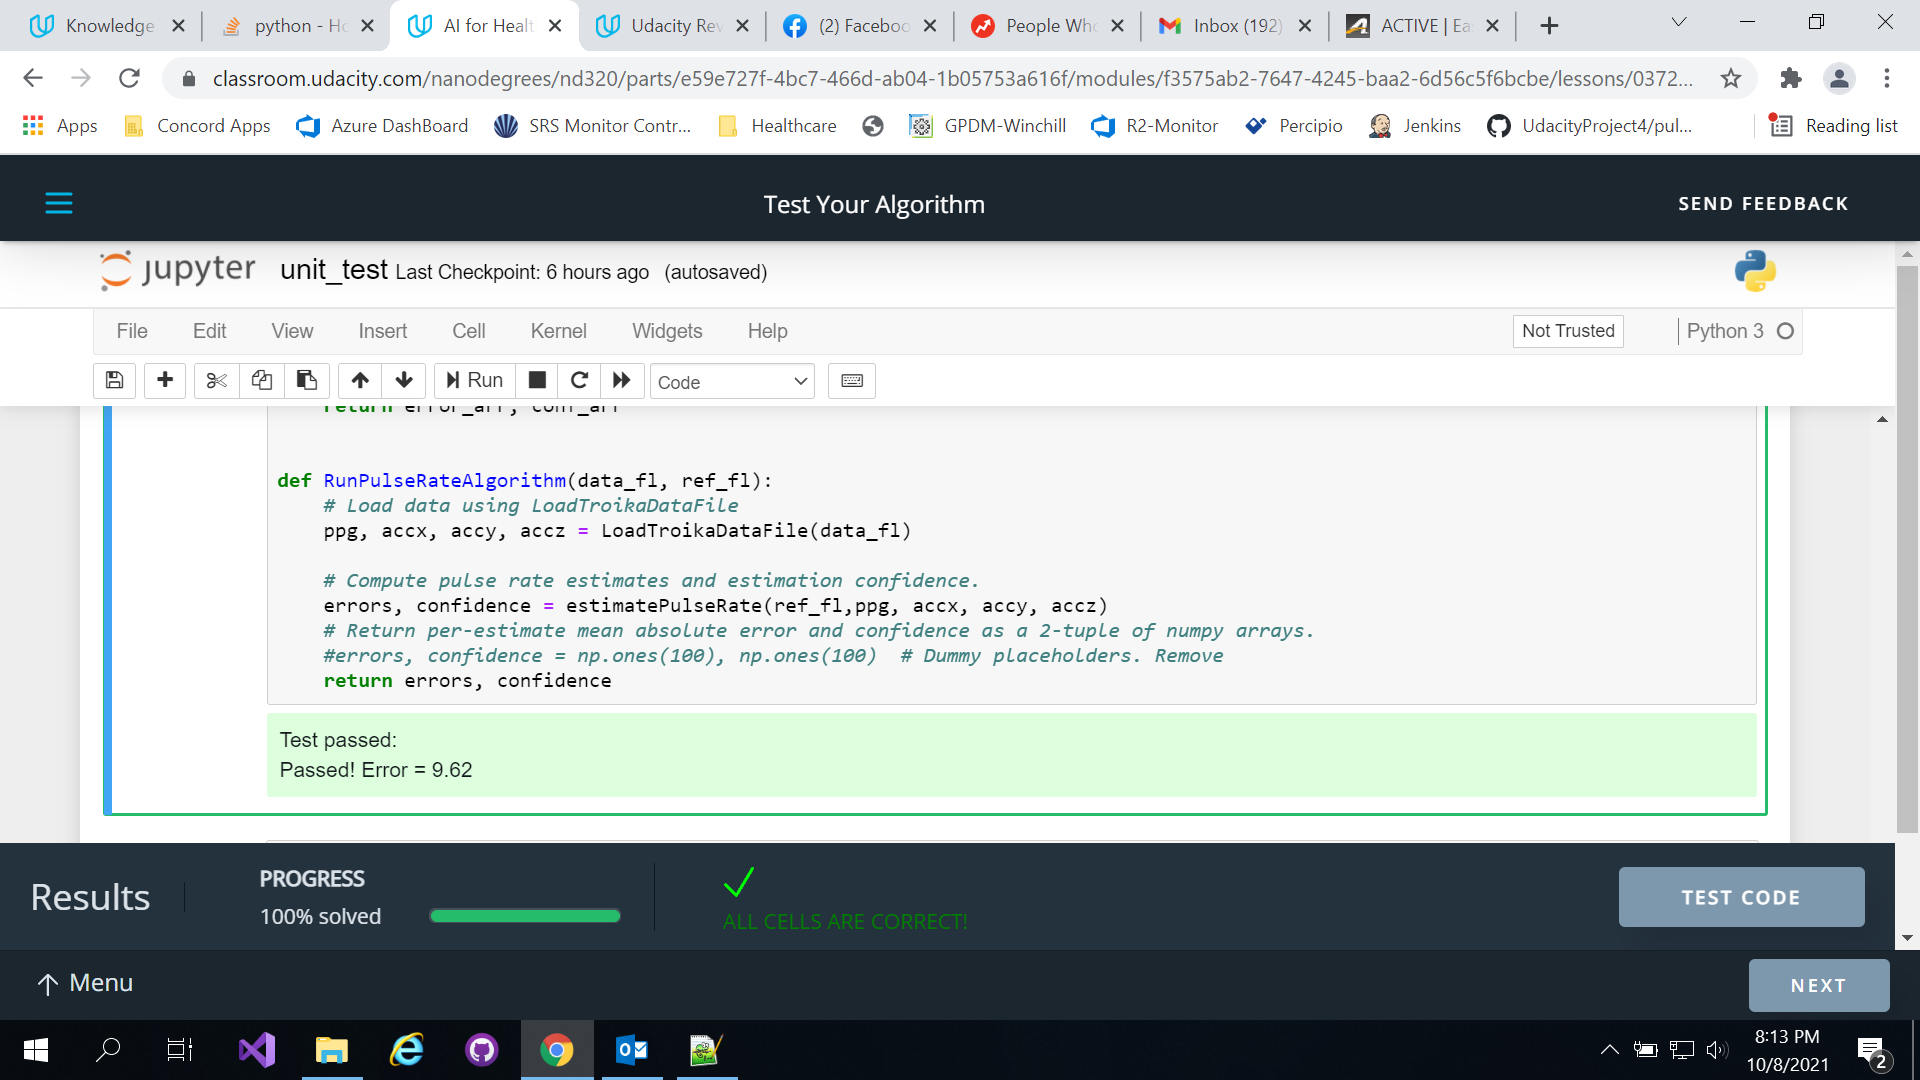 Knowledge
python - Ho
AI for Healt
Udacity Rev
(2) Faceboo
People Who
Inbox (192)
ACTIVE | Ea
classroom.udacity.com/nanodegrees/nd320/parts/e59e727f-4bc7-466d-ab04-1b05753a616f/modules/f3575ab2-7647-4245-baa2-6d56c5f6bcbe/lessons/0372...
Apps
Concord Apps
Azure DashBoard
SRS Monitor Contr...
Healthcare
GPDM-Winchill
R2-Monitor
Percipio
Jenkins
UdacityProject4/pul...
Reading list
Test Your Algorithm
SEND FEEDBACK
jupyter unit_test Last Checkpoint: 6 hours ago (autosaved)
File Edit View Insert Cell Kernel Widgets Help
Not Trusted
Python 3
Run
Code
return error_arr, conf_arr
def RunPulseRateAlgorithm(data_fl, ref_fl):
# Load data using LoadTroikaDataFile
ppg, accx, accy, accz = LoadTroikaDataFile(data_fl)
# Compute pulse rate estimates and estimation confidence.
errors, confidence = estimatePulseRate(ref_fl,ppg, accx, accy, accz)
# Return per-estimate mean absolute error and confidence as a 2-tuple of numpy arrays.
#errors, confidence = np.ones(100), np.ones(100)  # Dummy placeholders. Remove
return errors, confidence
Test passed:
Passed! Error = 9.62
Results
PROGRESS
100% solved
ALL CELLS ARE CORRECT!
TEST CODE
Menu
NEXT
8:13 PM
10/8/2021
2